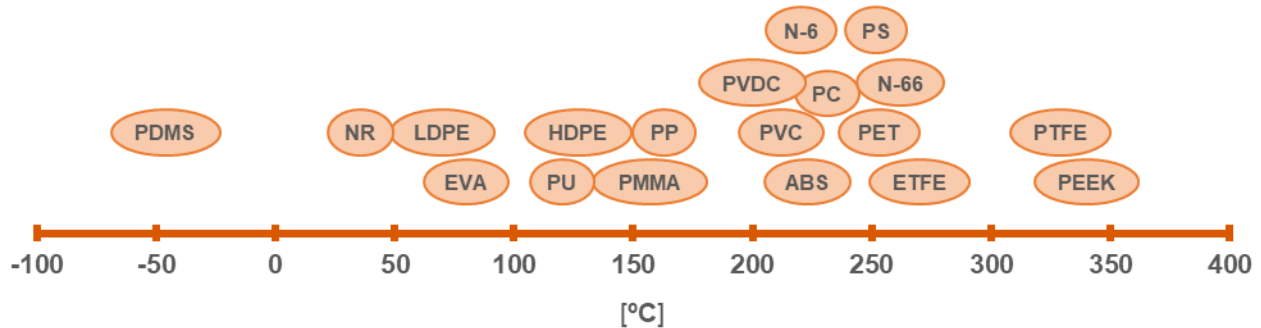 N-6 PS
PVDC PC N-66
PDMS NR LDPE HDPE PP PVC PET PTFE
EVA PU PMMA ABS ETFE PEEK
-100 -50 0 50 100 150 200 250 300 350 400
[ºC]